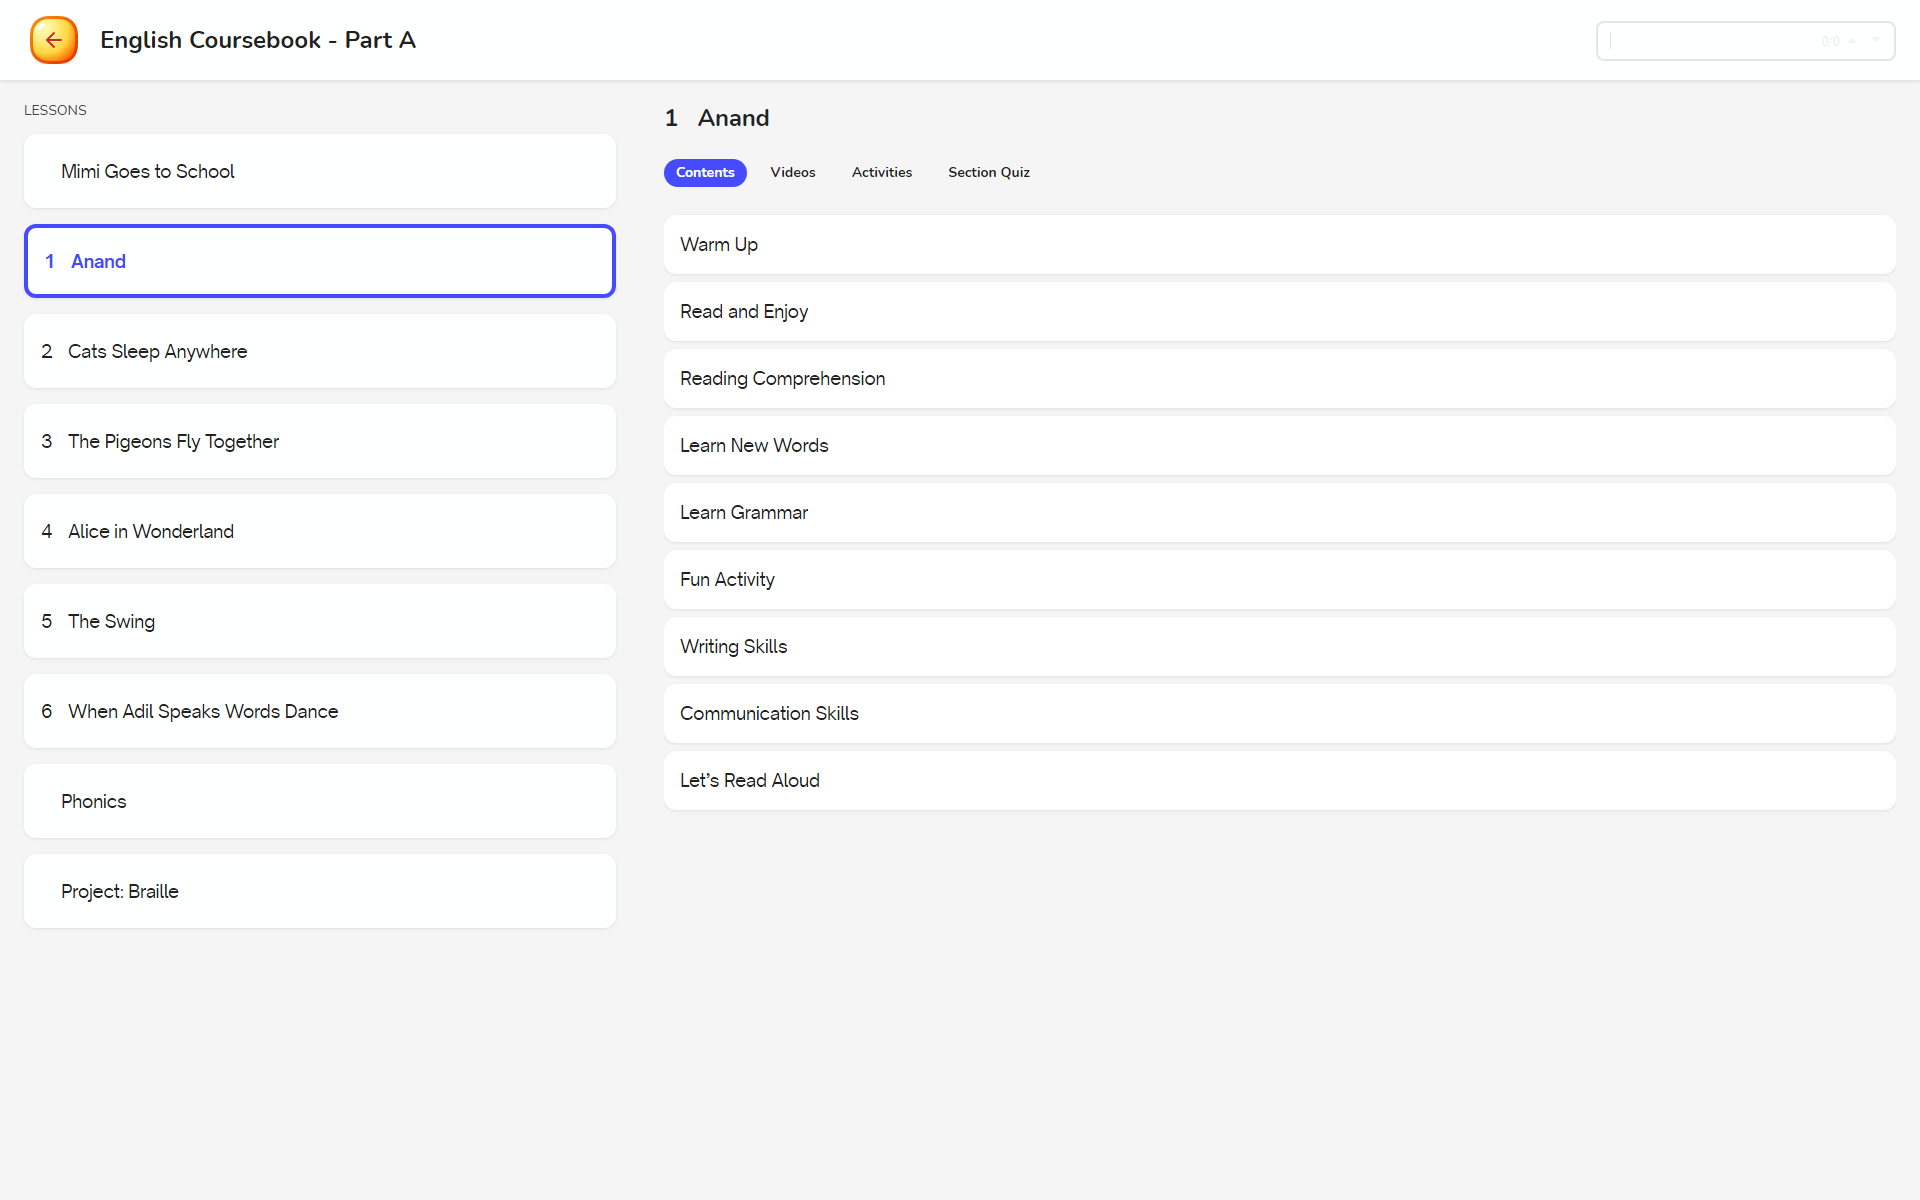 English Coursebook - Part A
0/0
LESSONS
Mimi Goes to School
1 Anand
2 Cats Sleep Anywhere
3 The Pigeons Fly Together
4 Alice in Wonderland
5 The Swing
6 When Adil Speaks Words Dance
Phonics
Project: Braille
1 Anand
Contents Videos Activities Section Quiz
Warm Up
Read and Enjoy
Reading Comprehension
Learn New Words
Learn Grammar
Fun Activity
Writing Skills
Communication Skills
Let's Read Aloud